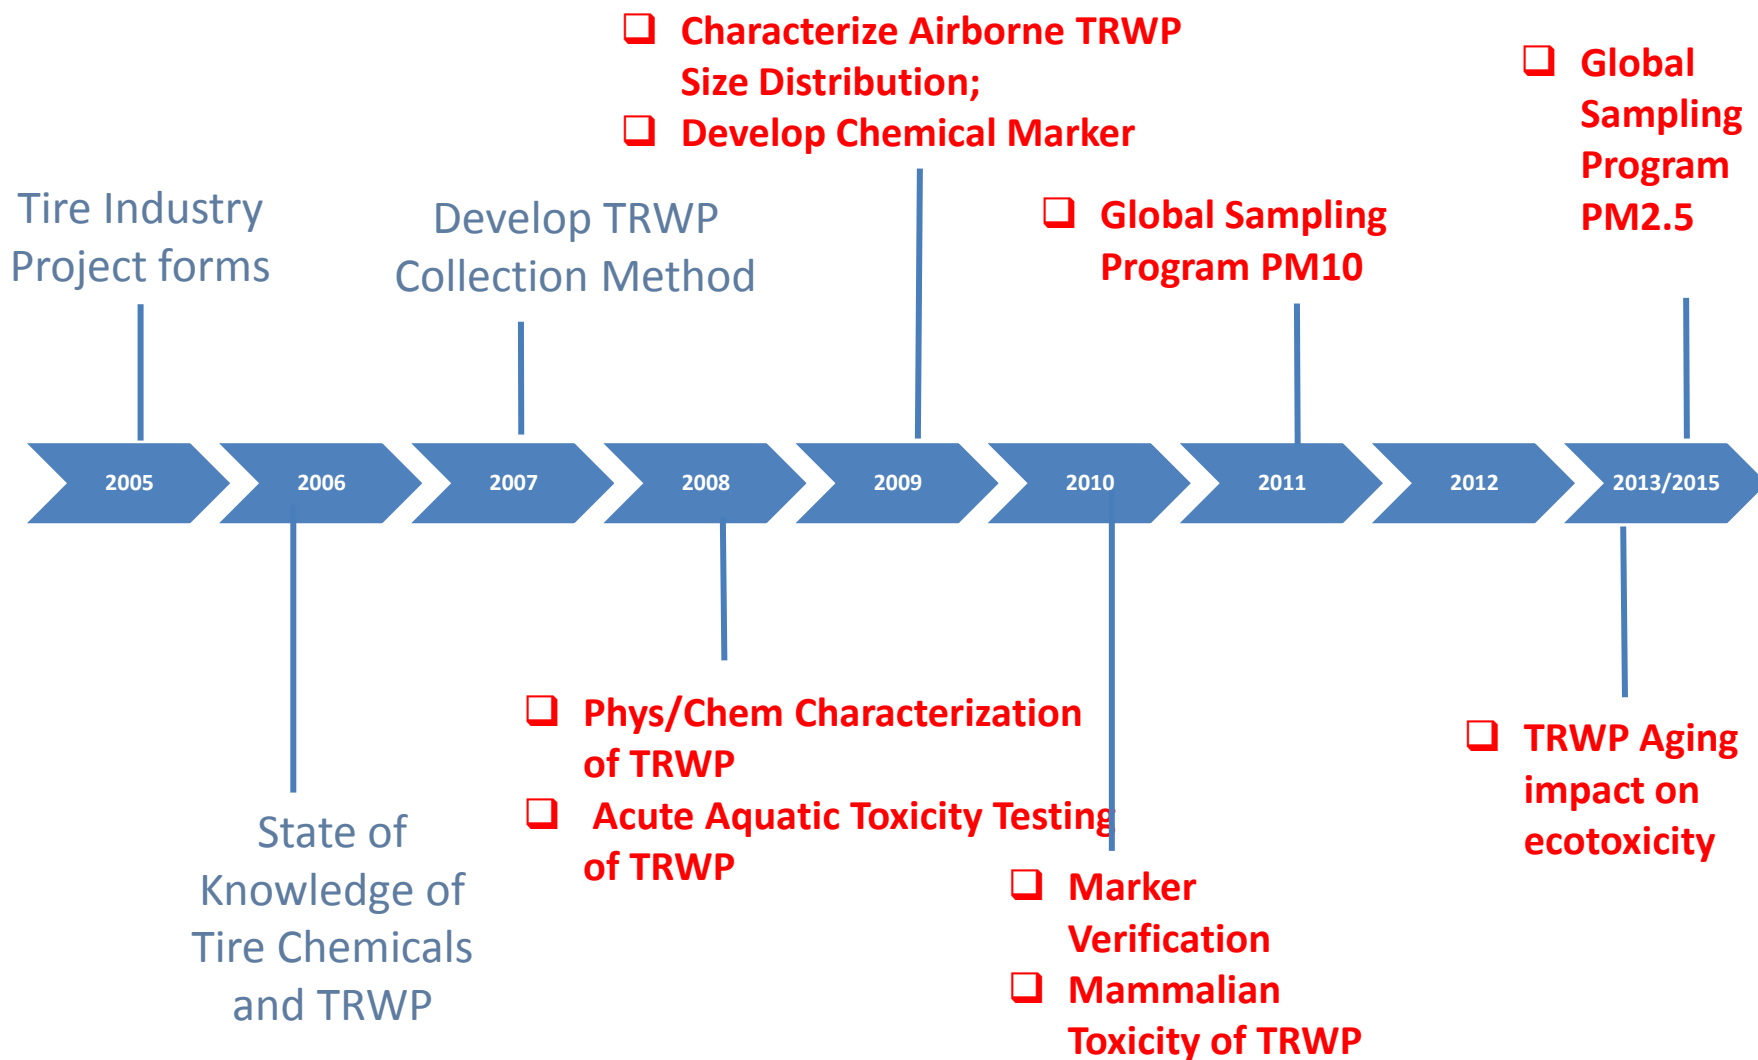 Characterize Airborne TRWP
Size Distribution;
Develop Chemical Marker
Global
Sampling
Program
PM2.5
Tire Industry
Project forms
Develop TRWP
Collection Method
Global Sampling
Program PM10
2005
2006
2007
2008
2009
2010
2011
2012
2013/2015
Phys/Chem Characterization
of TRWP
Acute Aquatic Toxicity Testing
of TRWP
TRWP Aging
impact on
ecotoxicity
State of
Knowledge of
Tire Chemicals
and TRWP
Marker
Verification
Mammalian
Toxicity of TRWP